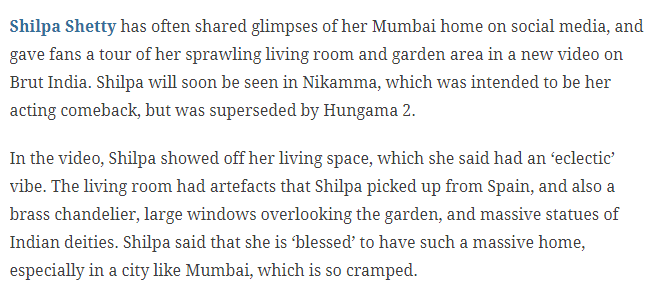 Shilpa Shetty has often shared glimpses of her Mumbai home on social media, and
gave fans a tour of her sprawling living room and garden area in a new video on
Brut India. Shilpa will soon be seen in Nikamma, which was intended to be her
acting comeback, but was superseded by Hungama 2.
In the video, Shilpa showed off her living space, which she said had an ‘eclectic’
vibe. The living room had artefacts that Shilpa picked up from Spain, and also a
brass chandelier, large windows overlooking the garden, and massive statues of
Indian deities. Shilpa said that she is ‘blessed’ to have such a massive home,
especially in a city like Mumbai, which is so cramped.